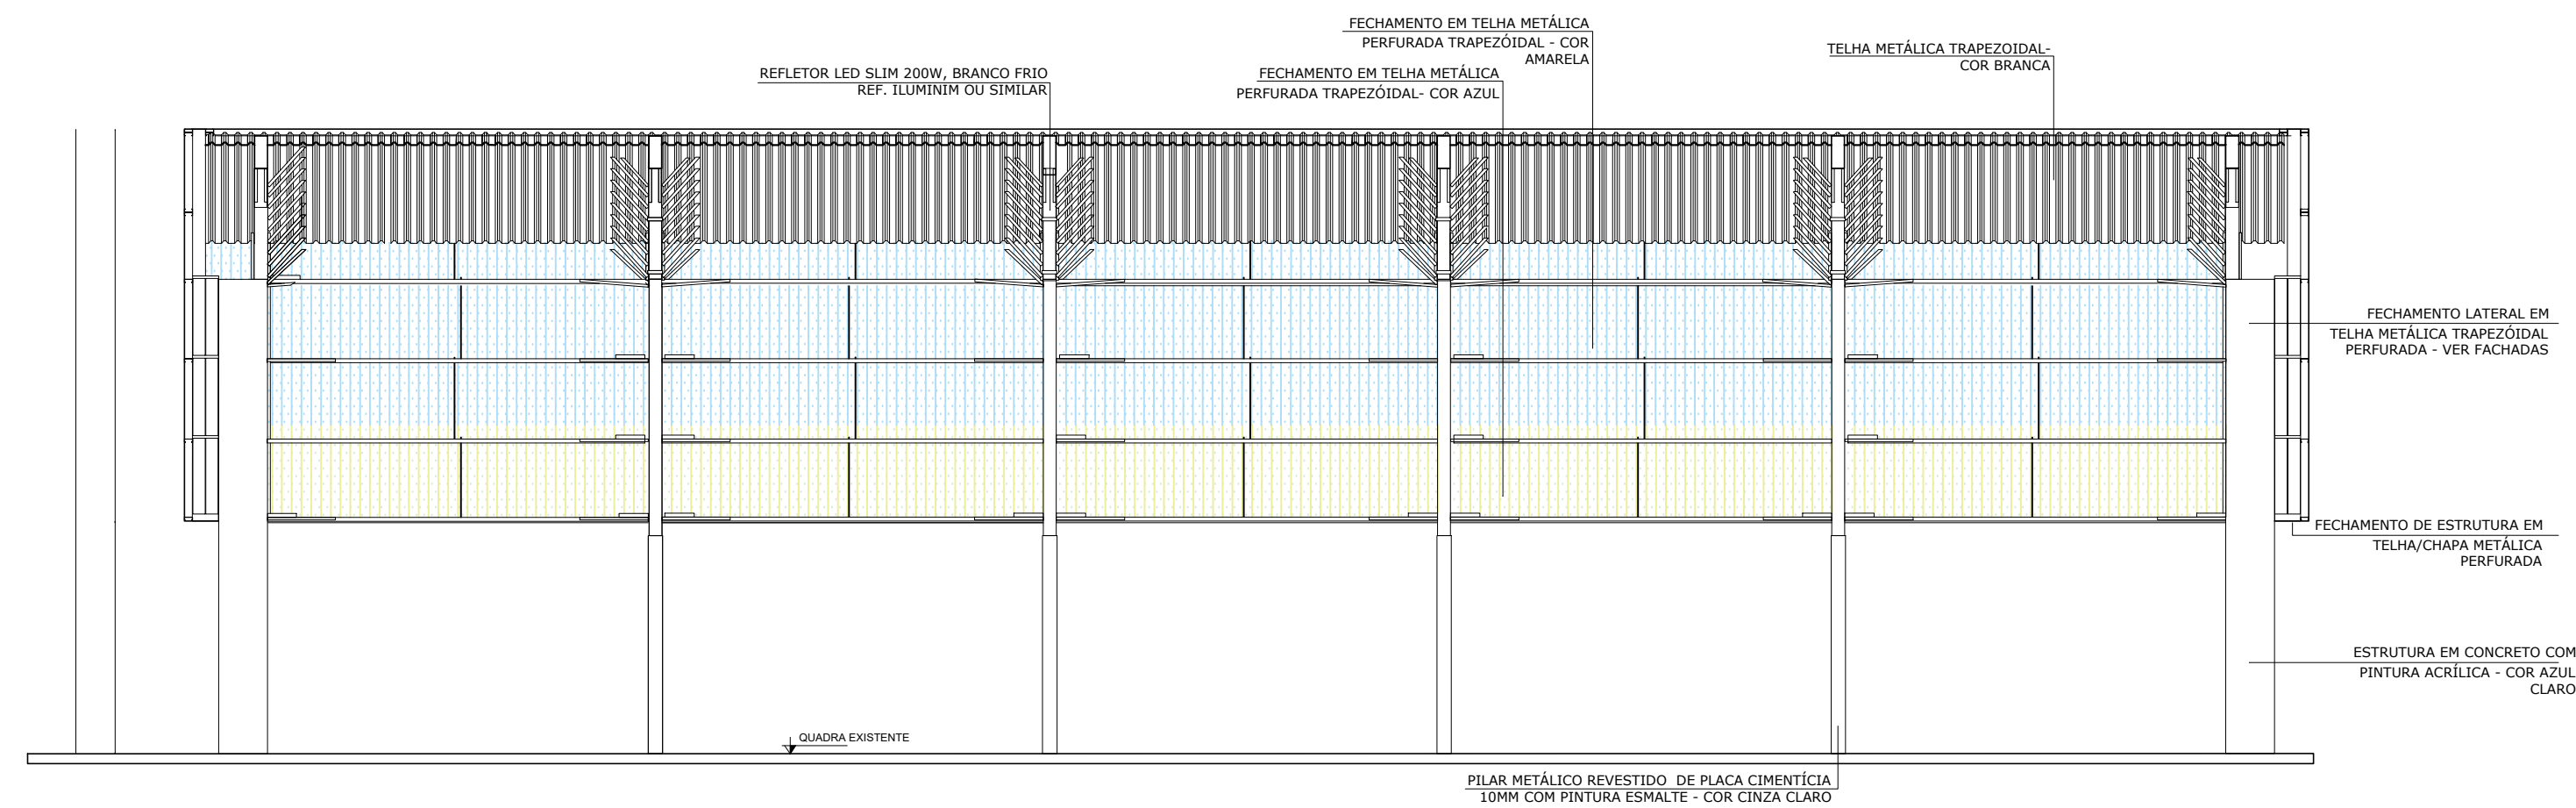 FECHAMENTO EM TELHA METÁLICA
PERFURADA TRAPEZÓIDAL - COR
AMARELA
TELHA METÁLICA TRAPEZOIDAL-
COR BRANCA
REFLETOR LED SLIM 200W, BRANCO FRIO
REF. ILUMINIM OU SIMILAR
FECHAMENTO EM TELHA METÁLICA
PERFURADA TRAPEZÓIDAL- COR AZUL
FECHAMENTO LATERAL EM
TELHA METÁLICA TRAPEZÓIDAL
PERFURADA - VER FACHADAS
FECHAMENTO DE ESTRUTURA EM
TELHA/CHAPA METÁLICA
PERFURADA
ESTRUTURA EM CONCRETO COM
PINTURA ACRÍLICA - COR AZUL
CLARO
QUADRA EXISTENTE
PILAR METÁLICO REVESTIDO DE PLACA CIMENTÍCIA
10MM COM PINTURA ESMALTE - COR CINZA CLARO